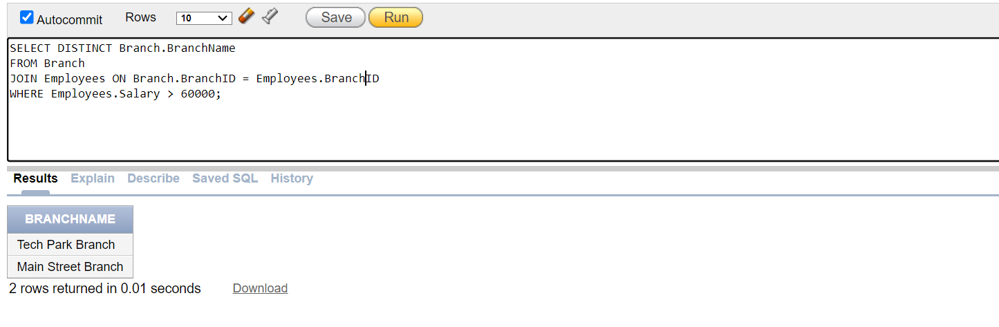 Autocommit Rows 10 Save Run
SELECT DISTINCT Branch.BranchName
FROM Branch
JOIN Employees ON Branch.BranchID = Employees.BranchID
WHERE Employees.Salary > 60000;
Results Explain Describe Saved SQL History
BRANCHNAME
Tech Park Branch
Main Street Branch
2 rows returned in 0.01 seconds Download